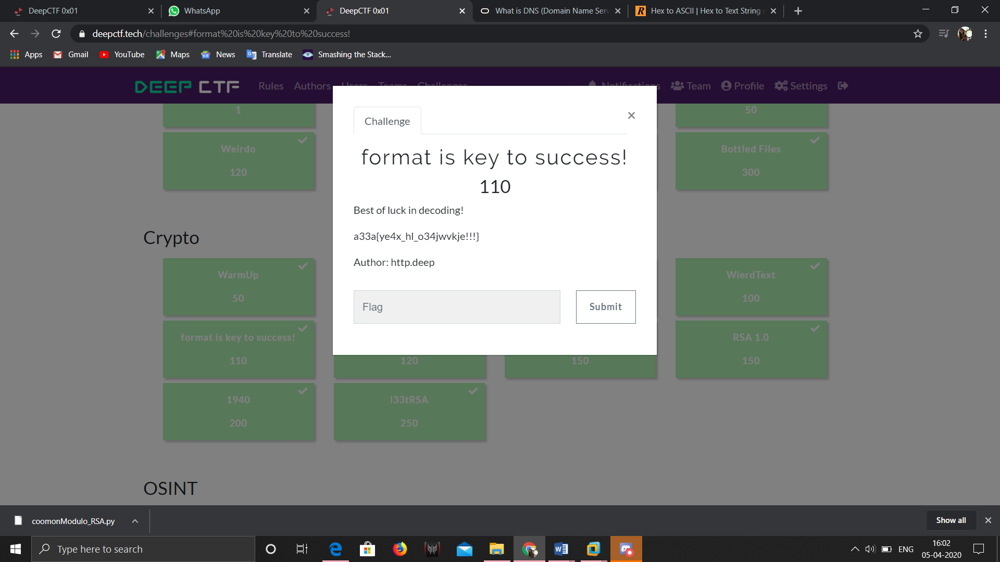 DeepCTF 0x01
WhatsApp
DeepCTF 0x01
What is DNS (Domain Name Serv
Hex to ASCII | Hex to Text String
deepctf.tech/challenges#format%20is%20key%20to%20success!
Apps Gmail YouTube Maps News Translate Smashing the Stack...
DEEP CTF Rules Authors Users Teams Challenges Notifications Team Profile Settings
1 50
Challenge ×
Weirdo Bottled Files
120 300
format is key to success!
110
Best of luck in decoding!
a33a{ye4x_hl_o34jwvkje!!!}
Author: http.deep
Flag Submit
Crypto
WarmUp WierdText
50 100
format is key to success! RSA 1.0
110 120 150 150
1940 l33tRSA
200 250
OSINT
coomonModulo_RSA.py Show all
Type here to search
ENG
16:02
05-04-2020